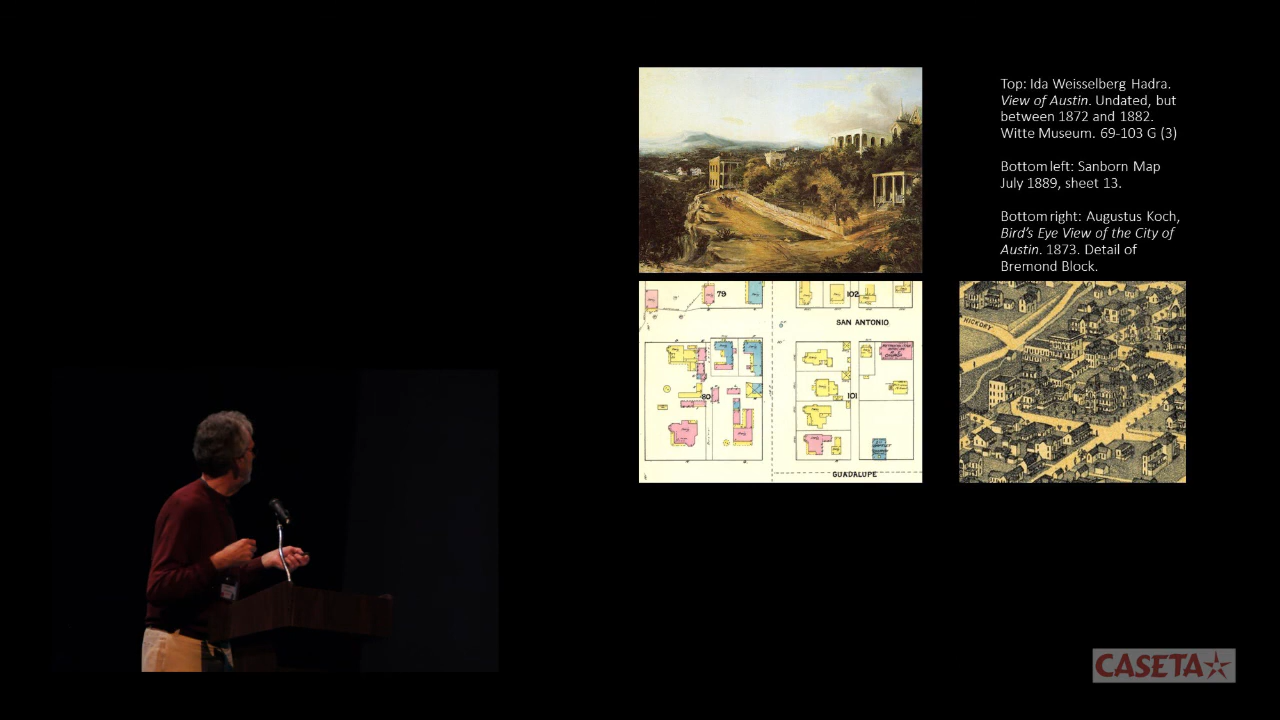 Top: Ida Weisselberg Hadra.
View of Austin. Undated, but
between 1872 and 1882.
Witte Museum. 69-103 G (3)
Bottom left: Sanborn Map
July 1889, sheet 13.
Bottom right: Augustus Koch,
Bird's Eye View of the City of
Austin. 1873. Detail of
Bremond Block.
79
102
SAN ANTONIO
80
101
GUADALUPE
HICKORY
CASETA